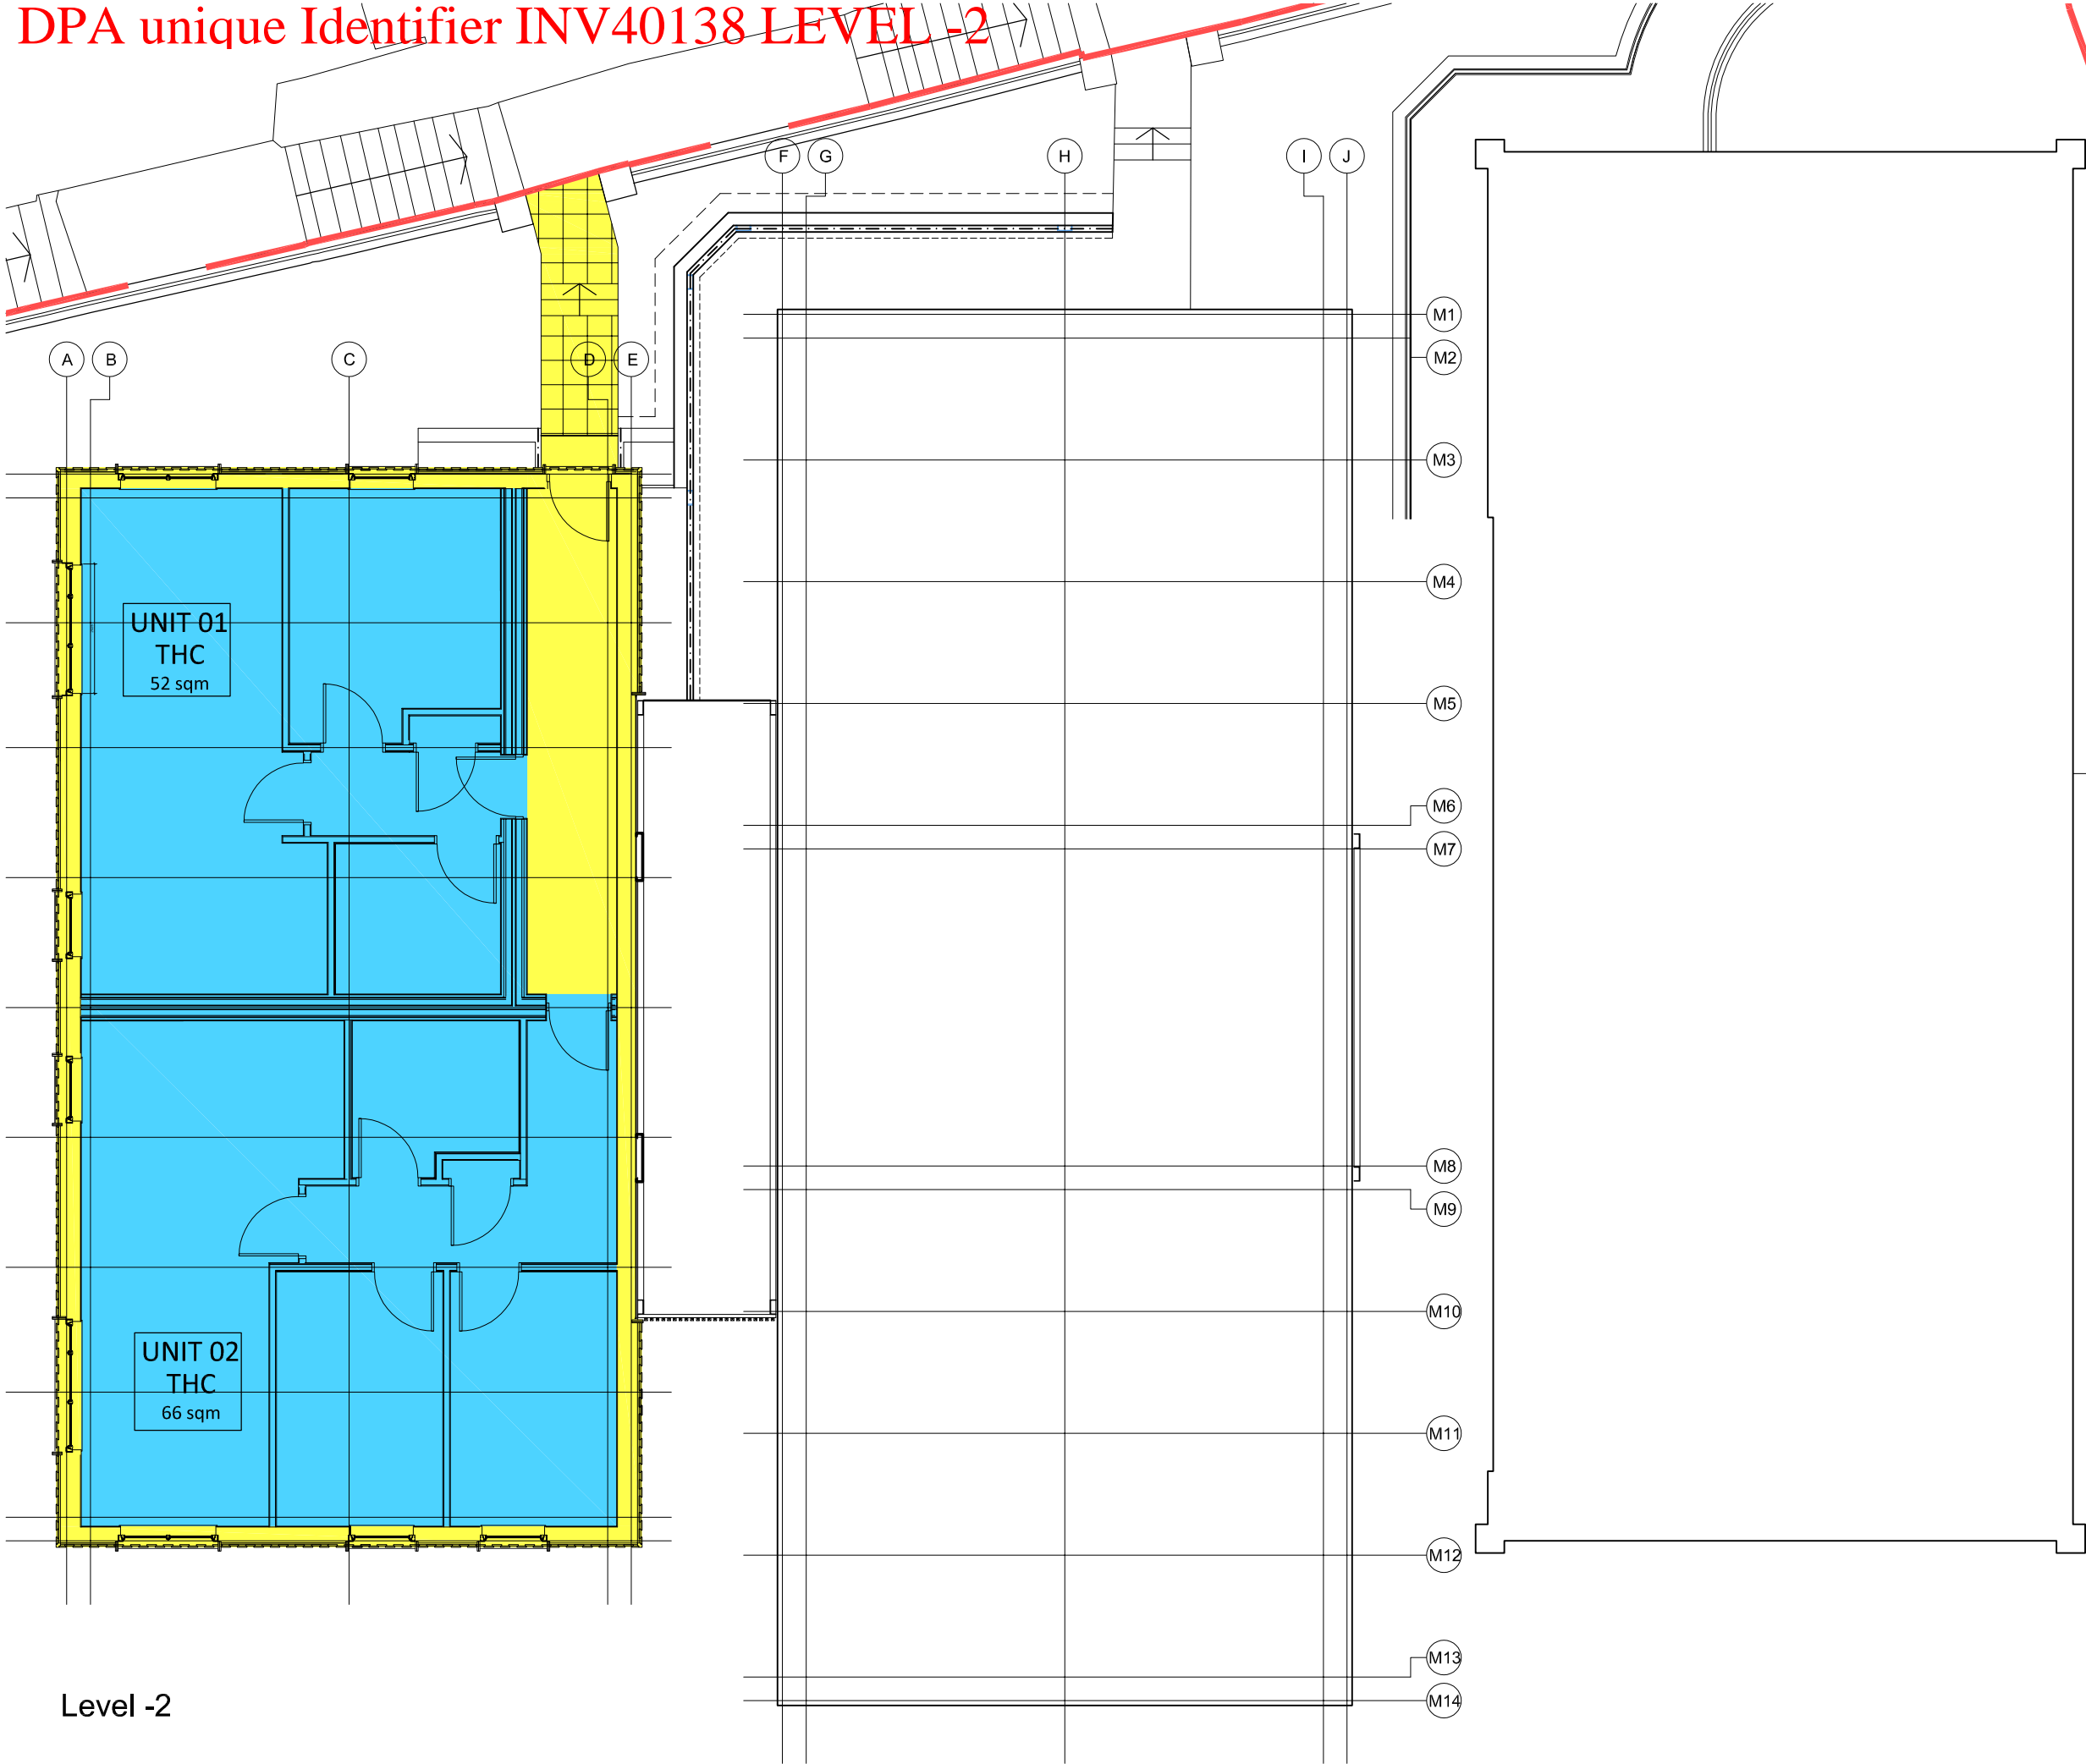 DPA unique Identifier INV40138 LEVEL -2
F G H I J
A B C D E
M1
M2
M3
M4
UNIT 01
THC
52 sqm
M5
M6
M7
M8
M9
M10
UNIT 02
THC
66 sqm
M11
M12
M13
Level -2
M14